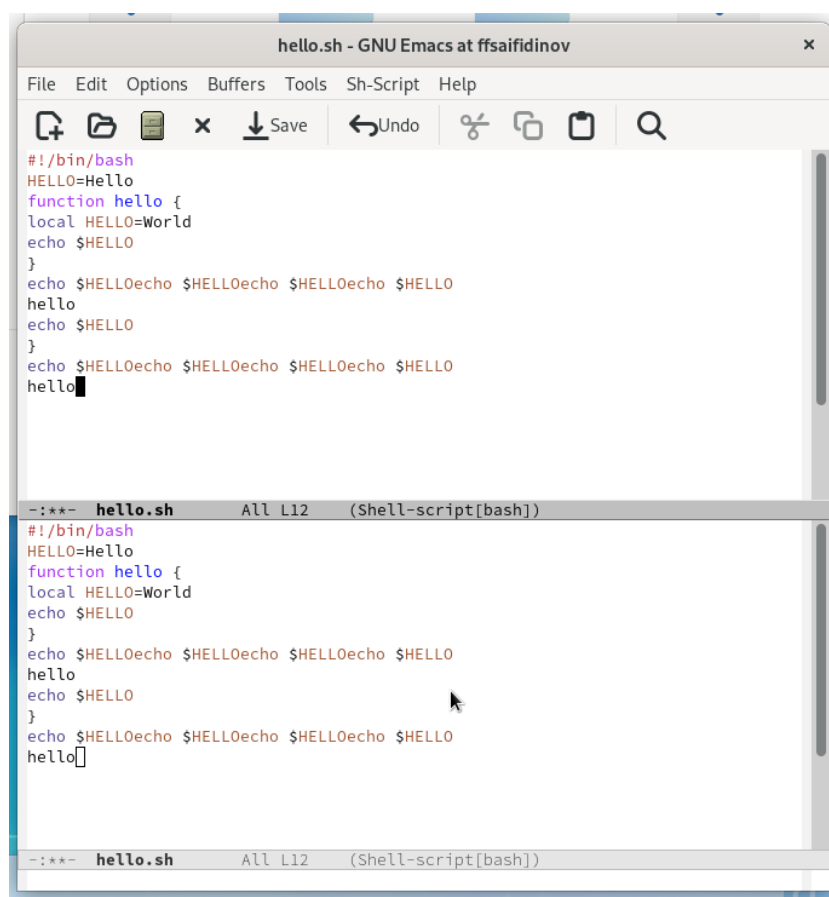 hello.sh - GNU Emacs at ffsaifidinov ×
File Edit Options Buffers Tools Sh-Script Help
Save Undo
#!/bin/bash
HELLO=Hello
function hello {
local HELLO=World
echo $HELLO
}
echo $HELLOecho $HELLOecho $HELLOecho $HELLO
hello
echo $HELLO
}
echo $HELLOecho $HELLOecho $HELLOecho $HELLO
hello
-:**- hello.sh All L12 (Shell-script[bash])
#!/bin/bash
HELLO=Hello
function hello {
local HELLO=World
echo $HELLO
}
echo $HELLOecho $HELLOecho $HELLOecho $HELLO
hello
echo $HELLO
}
echo $HELLOecho $HELLOecho $HELLOecho $HELLO
hello
-:**- hello.sh All L12 (Shell-script[bash])